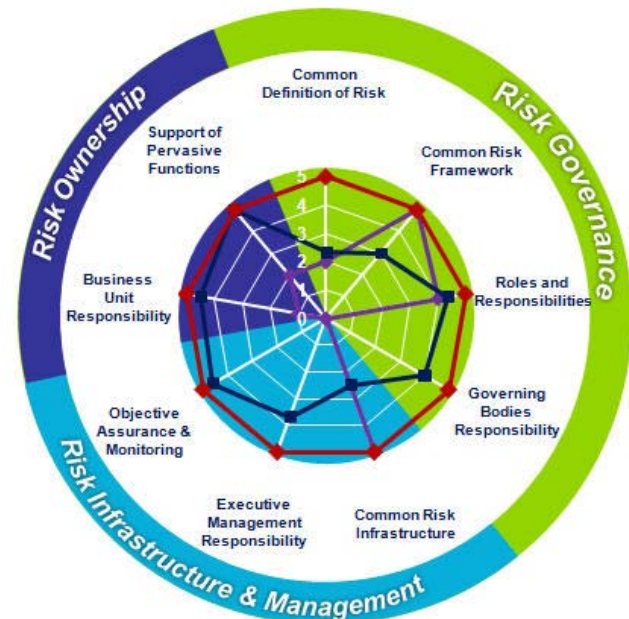 Risk Ownership
Risk Governance
Risk Infrastructure & Management
Common
Definition of Risk
Common Risk
Framework
Roles and
Responsibilities
Governing
Bodies
Responsibility
Common Risk
Infrastructure
Executive
Management
Responsibility
Objective
Assurance &
Monitoring
Business
Unit
Responsibility
Support of
Pervasive
Functions
5
4
3
2
1
0